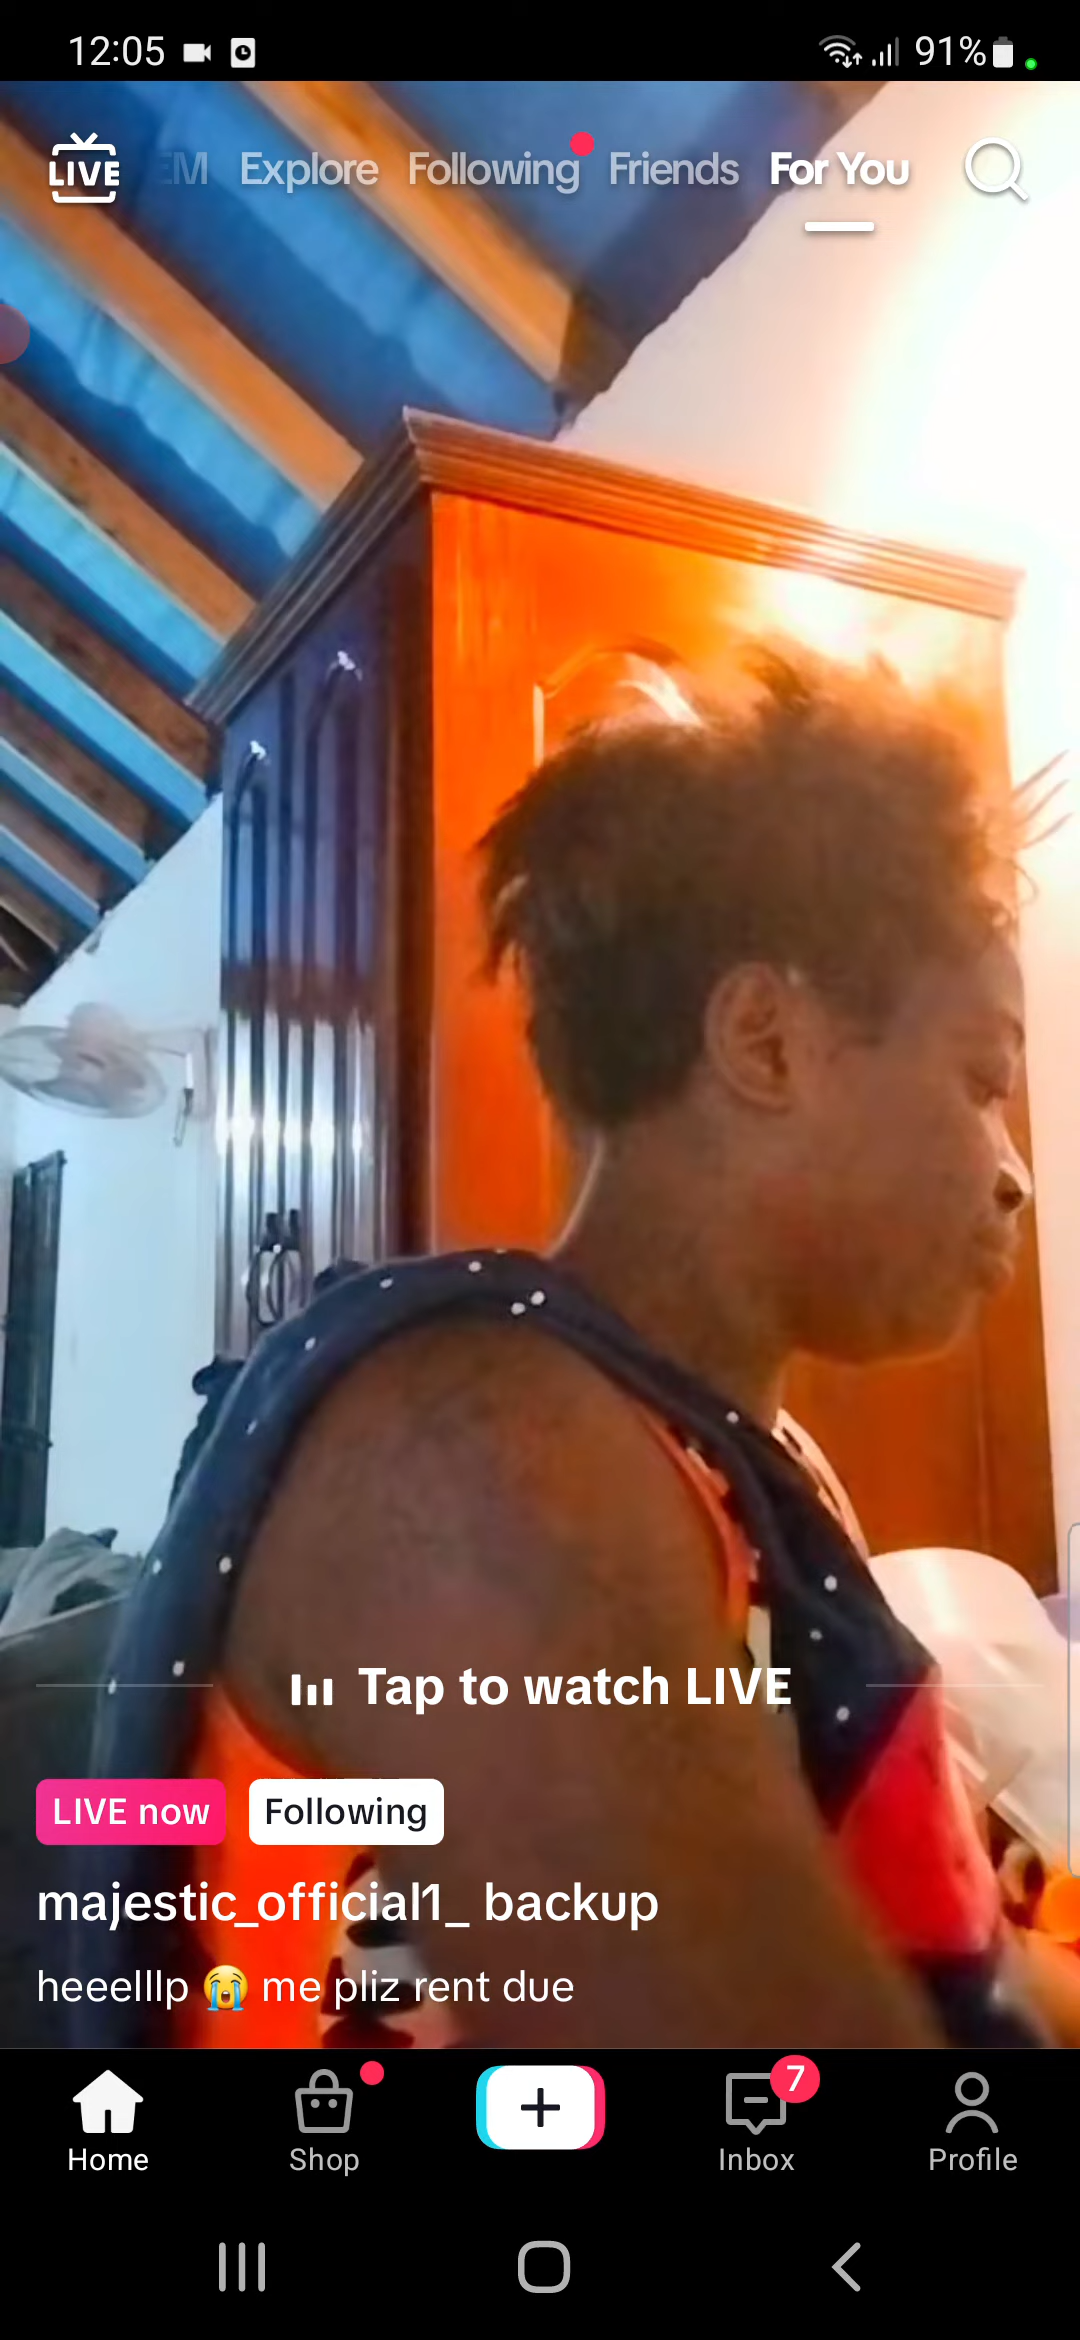 12:05 91%
LIVE EM Explore Following Friends For You
Tap to watch LIVE
LIVE now Following
majestic_official1_ backup
heeelllp 😭 me pliz rent due
7
Home Shop Inbox Profile